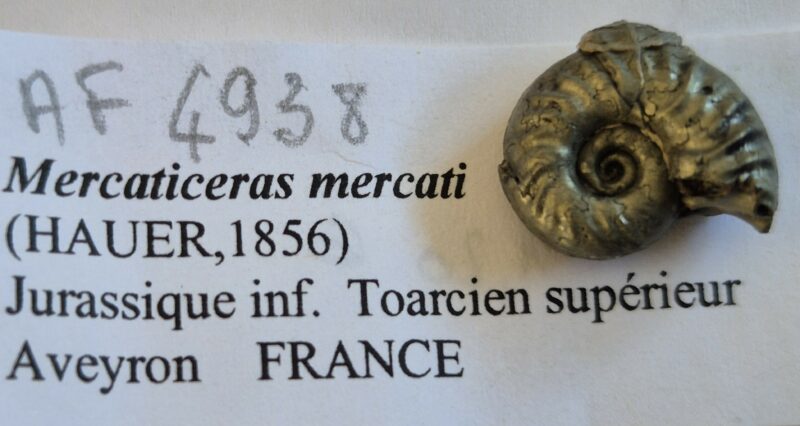 AF 4938
Mercaticeras mercati
(HAUER,1856)
Jurassique inf. Toarcien supérieur
Aveyron FRANCE